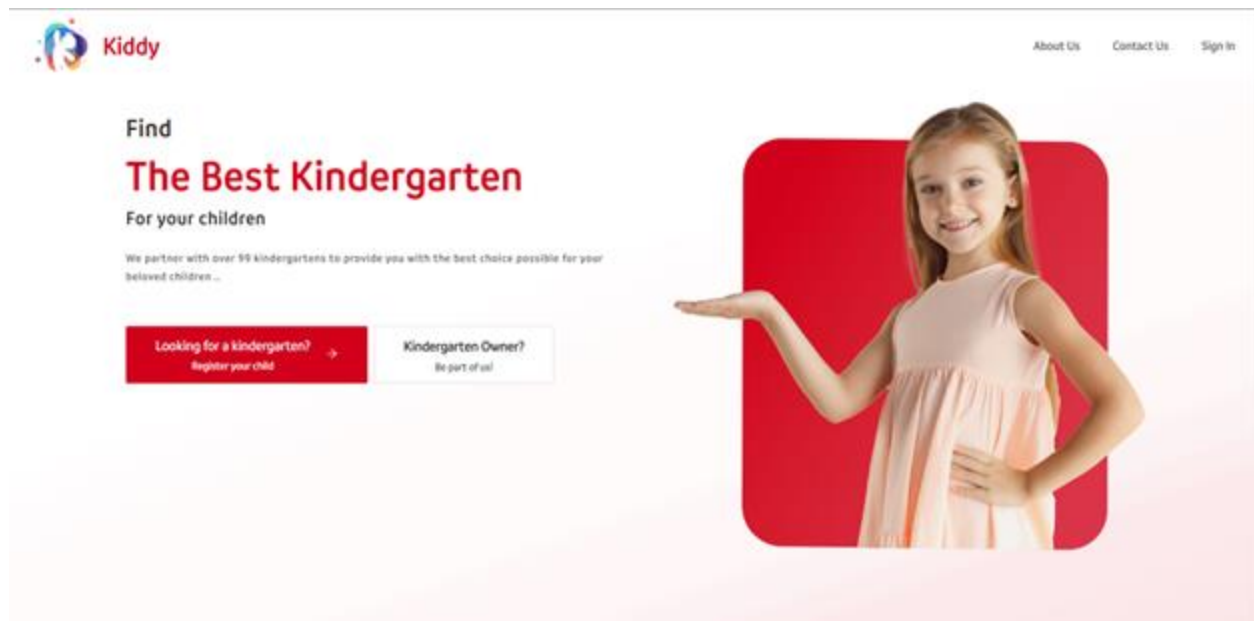 Kiddy
About Us
Contact Us
Sign In
Find
The Best Kindergarten
For your children
We partner with over 99 kindergartens to provide you with the best choice possible for your
beloved children ...
Looking for a kindergarten?
Register your child
Kindergarten Owner?
Be part of us!